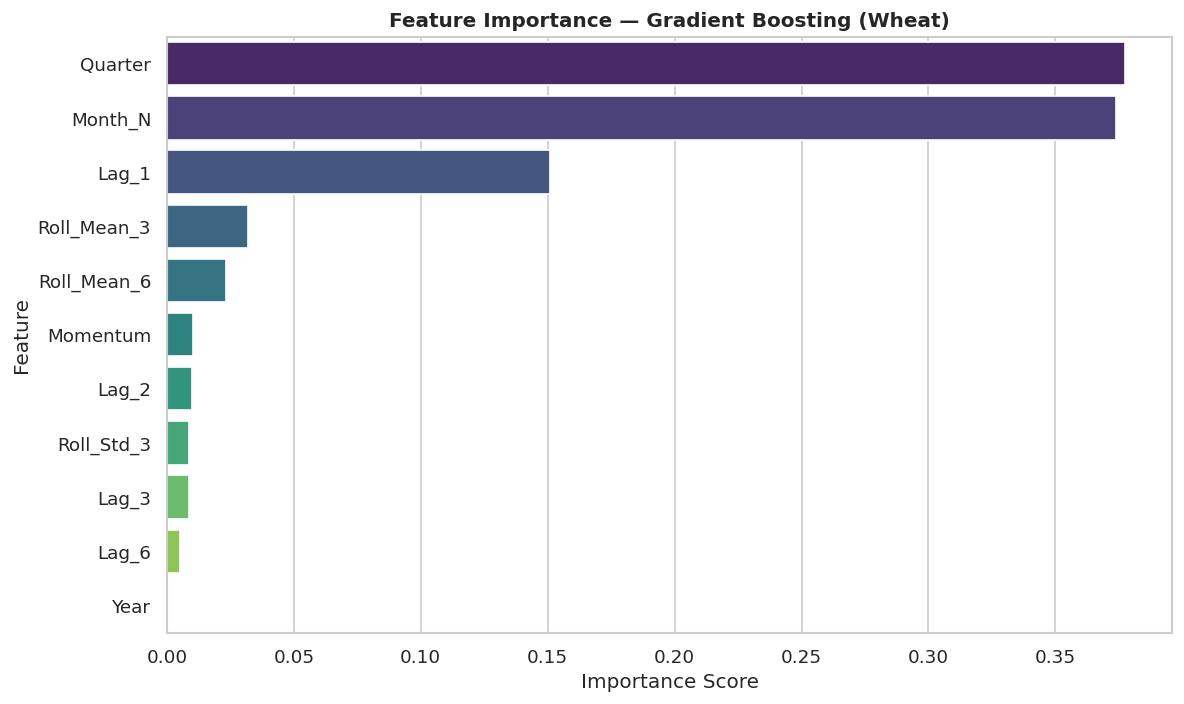 Feature Importance — Gradient Boosting (Wheat)
Feature
Quarter
Month_N
Lag_1
Roll_Mean_3
Roll_Mean_6
Momentum
Lag_2
Roll_Std_3
Lag_3
Lag_6
Year
0.00 0.05 0.10 0.15 0.20 0.25 0.30 0.35
Importance Score